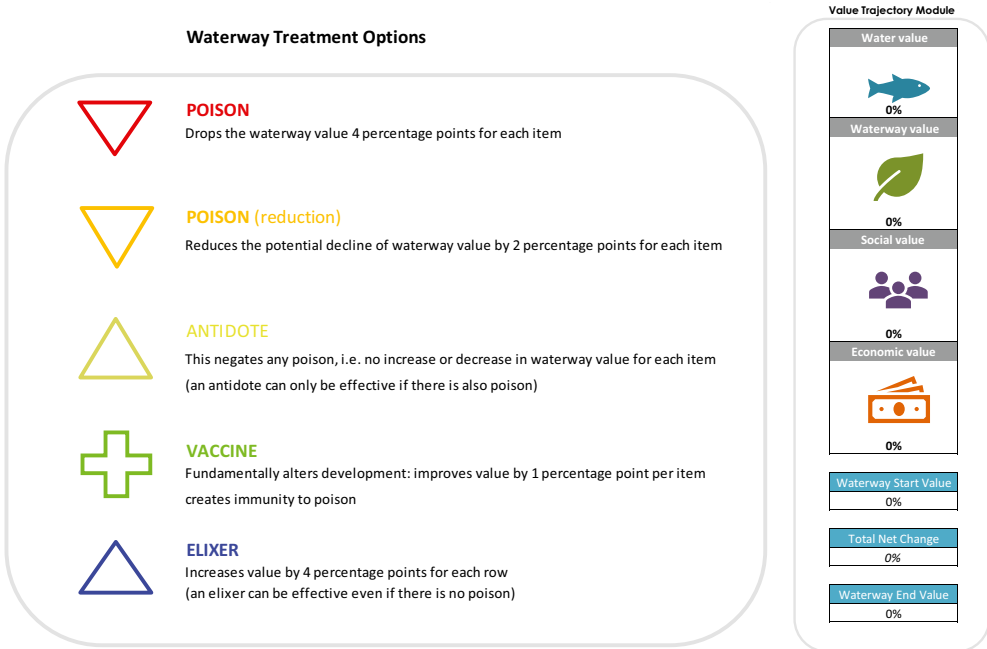 Waterway Treatment Options
POISON
Drops the waterway value 4 percentage points for each item
POISON (reduction)
Reduces the potential decline of waterway value by 2 percentage points for each item
ANTIDOTE
This negates any poison, i.e. no increase or decrease in waterway value for each item
(an antidote can only be effective if there is also poison)
VACCINE
Fundamentally alters development: improves value by 1 percentage point per item
creates immunity to poison
ELIXER
Increases value by 4 percentage points for each row
(an elixer can be effective even if there is no poison)
Value Trajectory Module
Water value
0%
Waterway value
0%
Social value
0%
Economic value
0%
Waterway Start Value
0%
Total Net Change
0%
Waterway End Value
0%